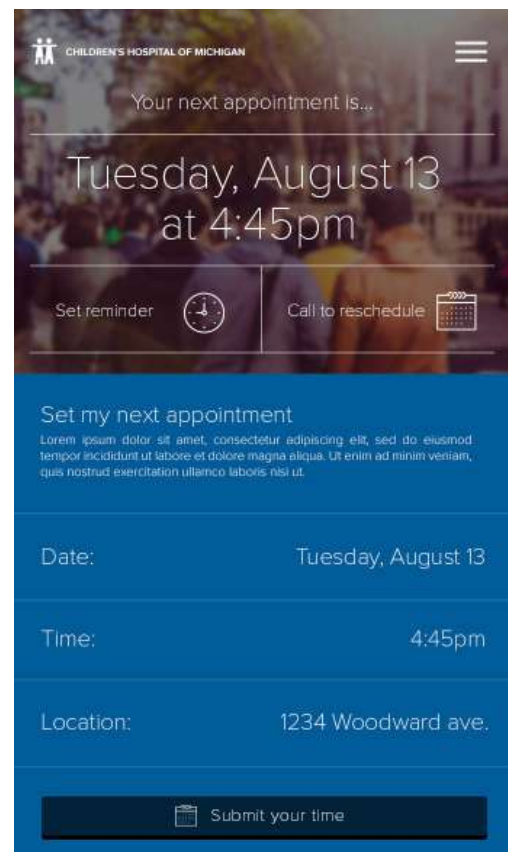 CHILDREN'S HOSPITAL OF MICHIGAN
Your next appointment is...
Tuesday, August 13
at 4:45pm
Set reminder
Call to reschedule
Set my next appointment
Lorem ipsum dolor sit amet, consectetur adipiscing elit, sed do eiusmod
tempor incididunt ut labore et dolore magna aliqua. Ut enim ad minim veniam,
quis nostrud exercitation ullamco laboris nisi ut.
Date: Tuesday, August 13
Time: 4:45pm
Location: 1234 Woodward ave.
Submit your time